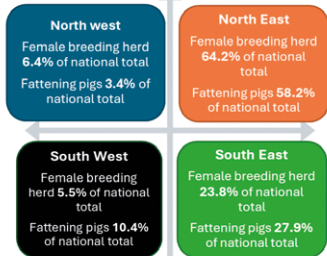 North west
Female breeding herd
6.4% of national total
Fattening pigs 3.4% of
national total
North East
Female breeding herd
64.2% of national
total
Fattening pigs 58.2%
of national total
South West
Female breeding
herd 5.5% of national
total
Fattening pigs 10.4%
of national total
South East
Female breeding herd
23.8% of national
total
Fattening pigs 27.9%
of national total